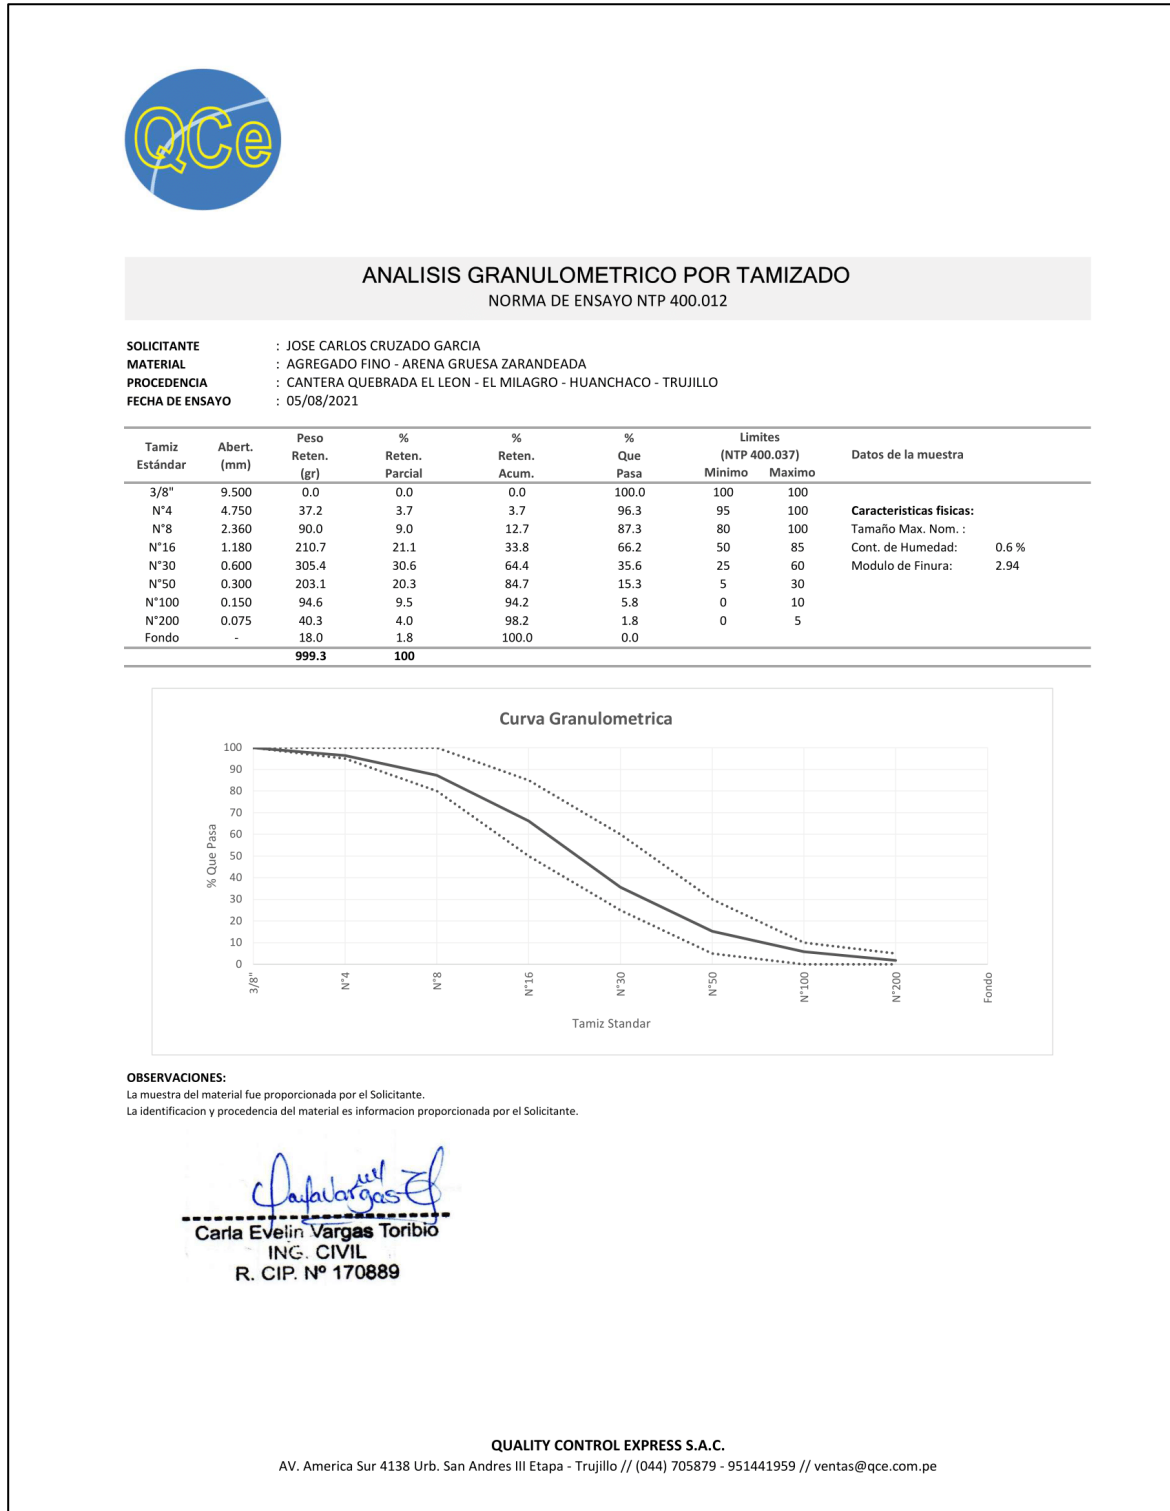 QCe
ANALISIS GRANULOMETRICO POR TAMIZADO
NORMA DE ENSAYO NTP 400.012
SOLICITANTE : JOSE CARLOS CRUZADO GARCIA
MATERIAL : AGREGADO FINO - ARENA GRUESA ZARANDEADA
PROCEDENCIA : CANTERA QUEBRADA EL LEON - EL MILAGRO - HUANCHACO - TRUJILLO
FECHA DE ENSAYO : 05/08/2021
Tamiz Estándar Abert. (mm) Peso Reten. (gr) % Reten. Parcial % Reten. Acum. % Que Pasa Limites (NTP 400.037) Minimo Maximo Datos de la muestra
3/8" 9.500 0.0 0.0 0.0 100.0 100 100
N°4 4.750 37.2 3.7 3.7 96.3 95 100 Caracteristicas fisicas:
N°8 2.360 90.0 9.0 12.7 87.3 80 100 Tamaño Max. Nom. :
N°16 1.180 210.7 21.1 33.8 66.2 50 85 Cont. de Humedad: 0.6 %
N°30 0.600 305.4 30.6 64.4 35.6 25 60 Modulo de Finura: 2.94
N°50 0.300 203.1 20.3 84.7 15.3 5 30
N°100 0.150 94.6 9.5 94.2 5.8 0 10
N°200 0.075 40.3 4.0 98.2 1.8 0 5
Fondo - 18.0 1.8 100.0 0.0
999.3 100
Curva Granulometrica
100
90
80
70
60
50
40
30
20
10
0
% Que Pasa
3/8" N°4 N°8 N°16 N°30 N°50 N°100 N°200 Fondo
Tamiz Standar
OBSERVACIONES:
La muestra del material fue proporcionada por el Solicitante.
La identificacion y procedencia del material es informacion proporcionada por el Solicitante.
Carla Evelin Vargas Toribio
ING. CIVIL
R. CIP. Nº 170889
QUALITY CONTROL EXPRESS S.A.C.
AV. America Sur 4138 Urb. San Andres III Etapa - Trujillo // (044) 705879 - 951441959 // ventas@qce.com.pe